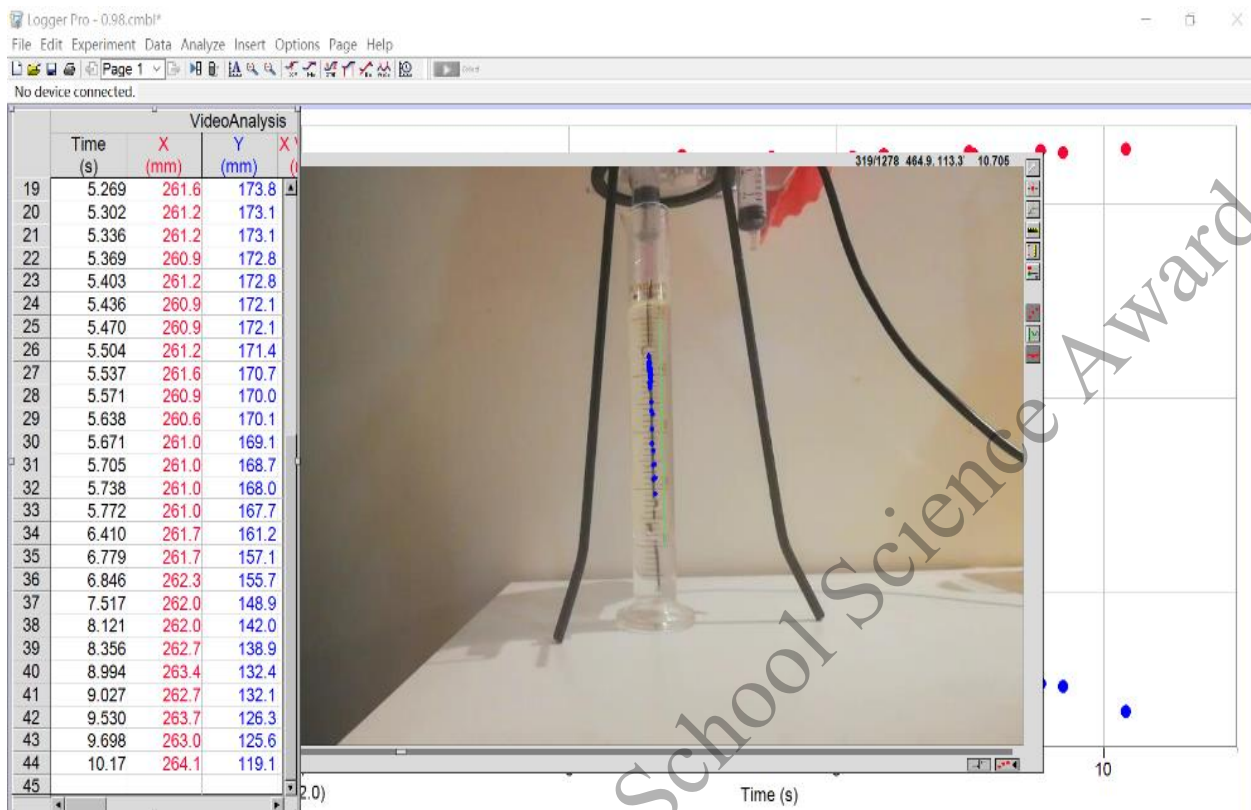 Logger Pro - 0.98.cmbl*
File Edit Experiment Data Analyze Insert Options Page Help
Page 1
No device connected.
VideoAnalysis
Time X Y X
(s) (mm) (mm)
19 5.269 261.6 173.8
20 5.302 261.2 173.1
21 5.336 261.2 173.1
22 5.369 260.9 172.8
23 5.403 261.2 172.8
24 5.436 260.9 172.1
25 5.470 260.9 172.1
26 5.504 261.2 171.4
27 5.537 261.6 170.7
28 5.571 260.9 170.0
29 5.638 260.6 170.1
30 5.671 261.0 169.1
31 5.705 261.0 168.7
32 5.738 261.0 168.0
33 5.772 261.0 167.7
34 6.410 261.7 161.2
35 6.779 261.7 157.1
36 6.846 262.3 155.7
37 7.517 262.0 148.9
38 8.121 262.0 142.0
39 8.356 262.7 138.9
40 8.994 263.4 132.4
41 9.027 262.7 132.1
42 9.530 263.7 126.3
43 9.698 263.0 125.6
44 10.17 264.1 119.1
45
319/1278 464.9, 113.3 10.705
10
2.0)
Time (s)
School Science Award